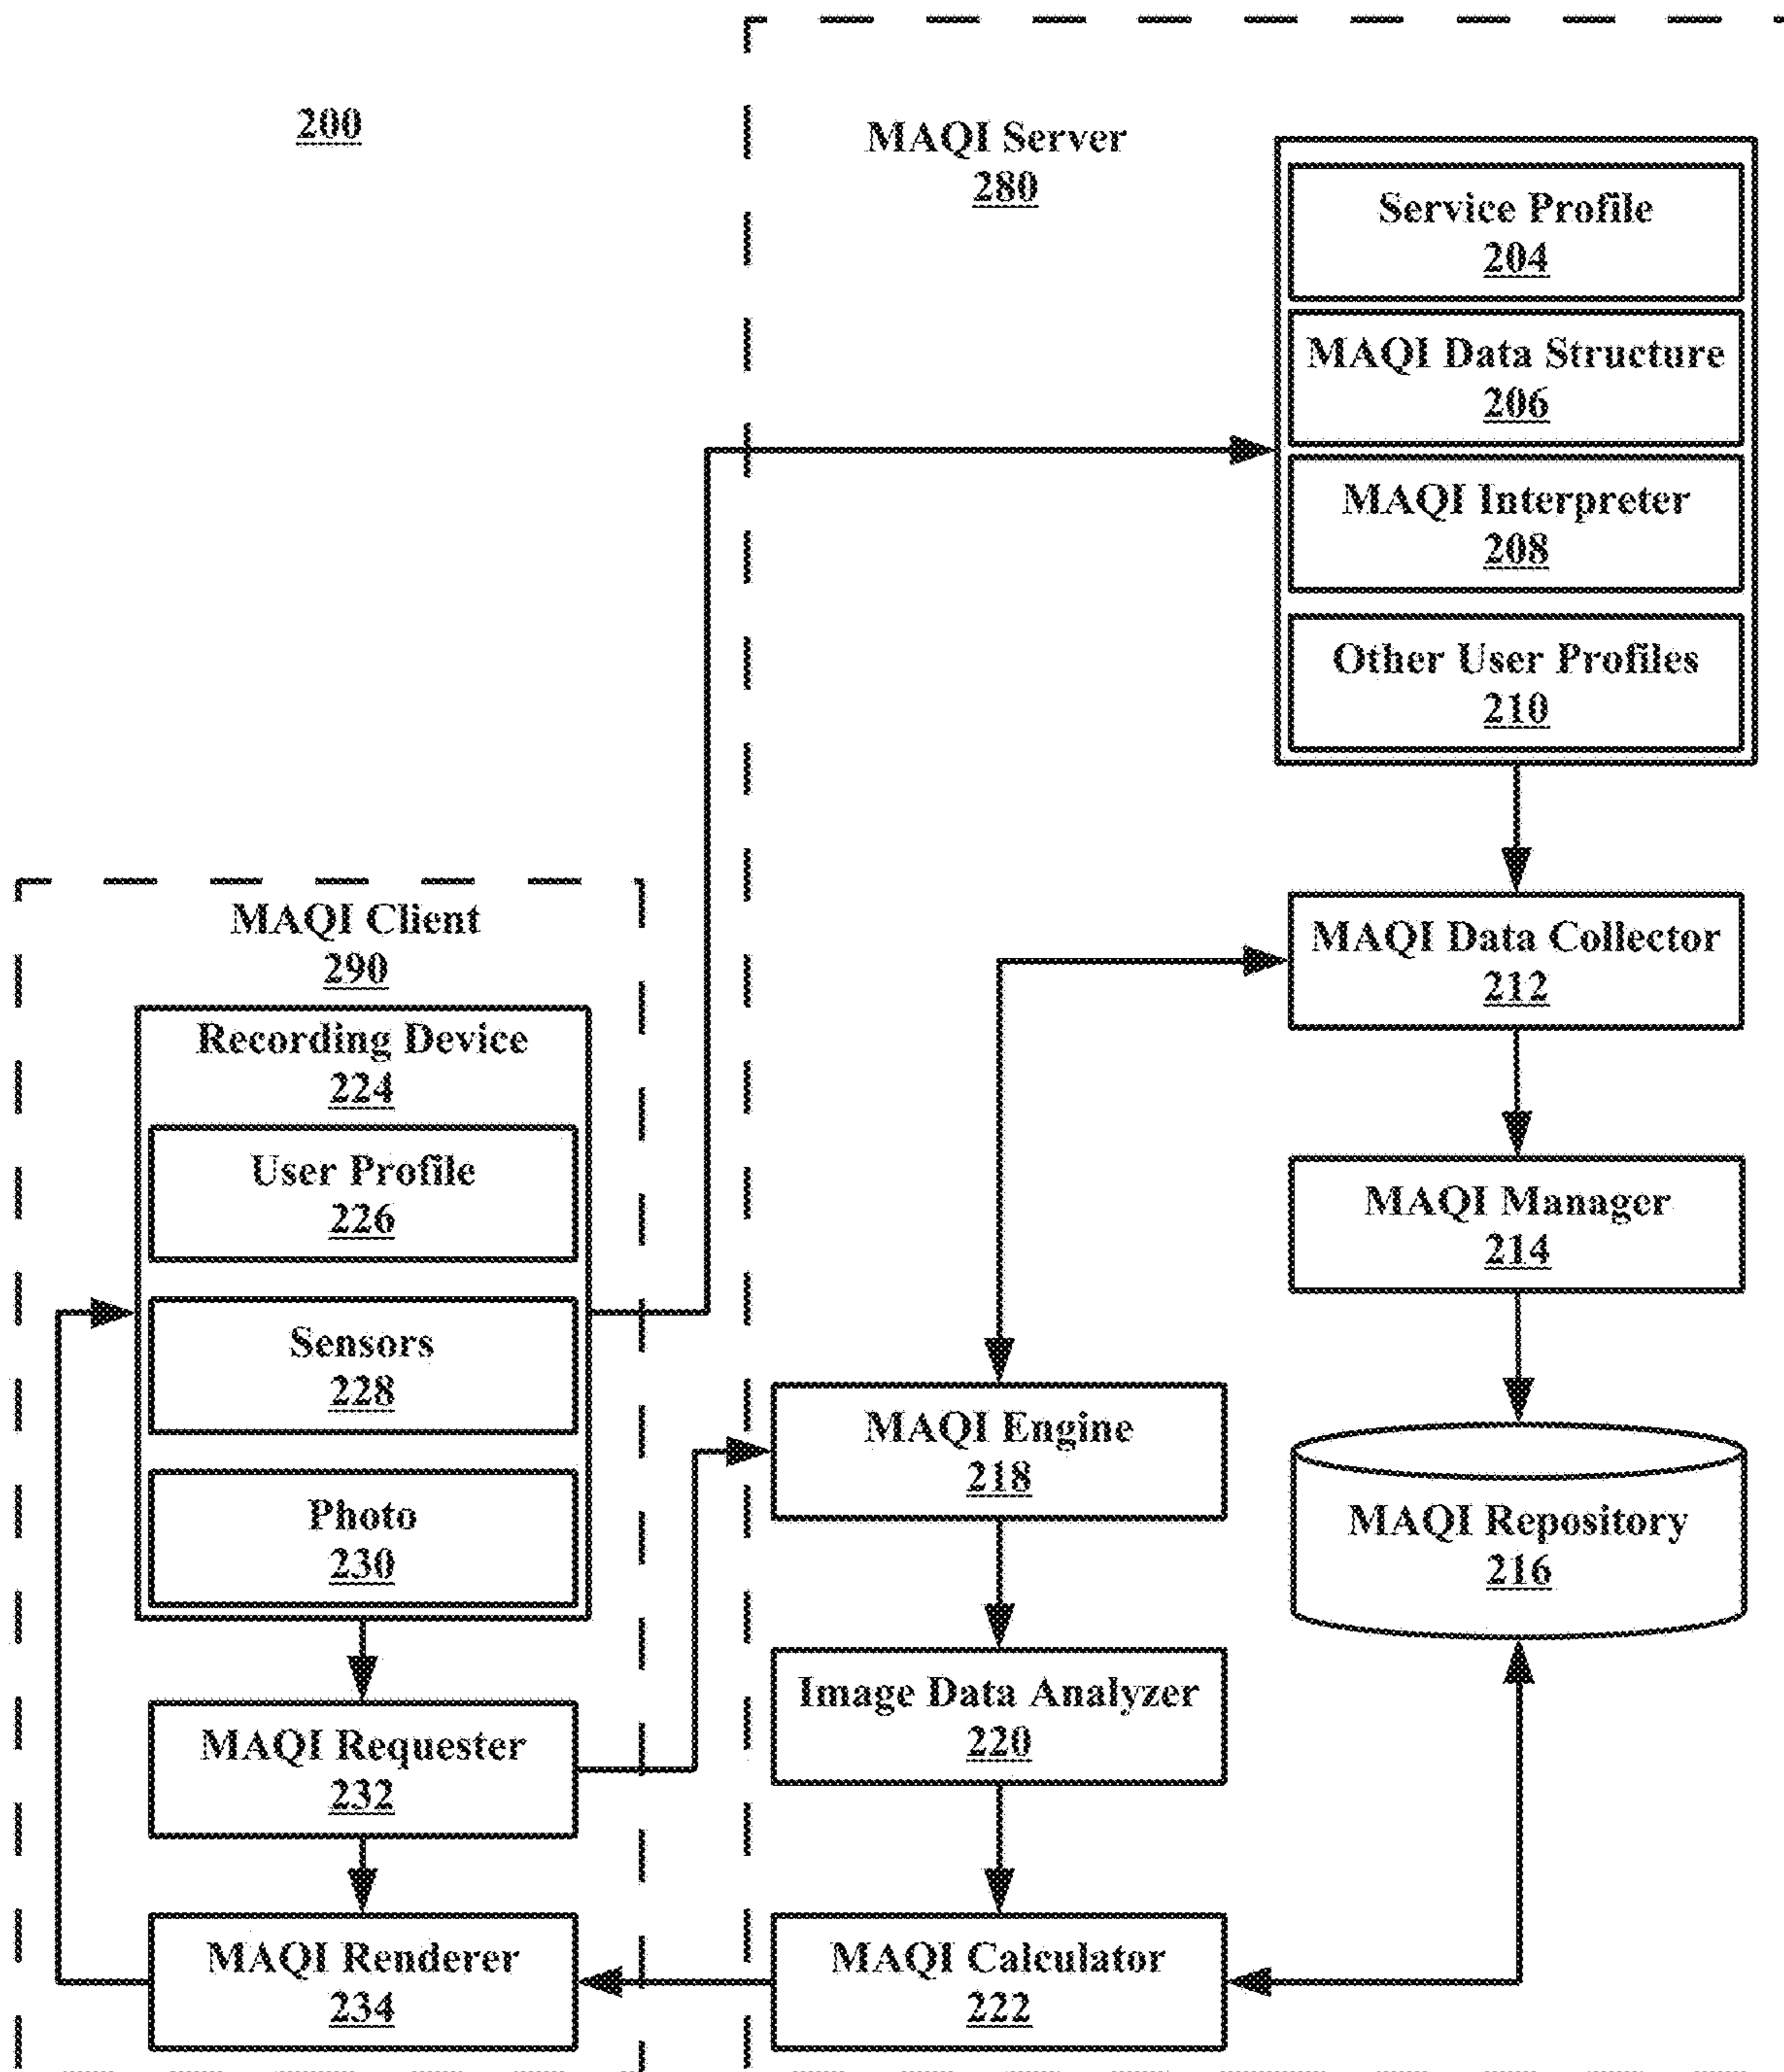 200
MAQI Server
280
Service Profile
204
MAQI Data Structure
206
MAQI Interpreter
208
Other User Profiles
210
MAQI Client
290
Recording Device
224
User Profile
226
Sensors
228
Photo
230
MAQI Requester
232
MAQI Renderer
234
MAQI Data Collector
212
MAQI Manager
214
MAQI Repository
216
MAQI Engine
218
Image Data Analyzer
220
MAQI Calculator
222